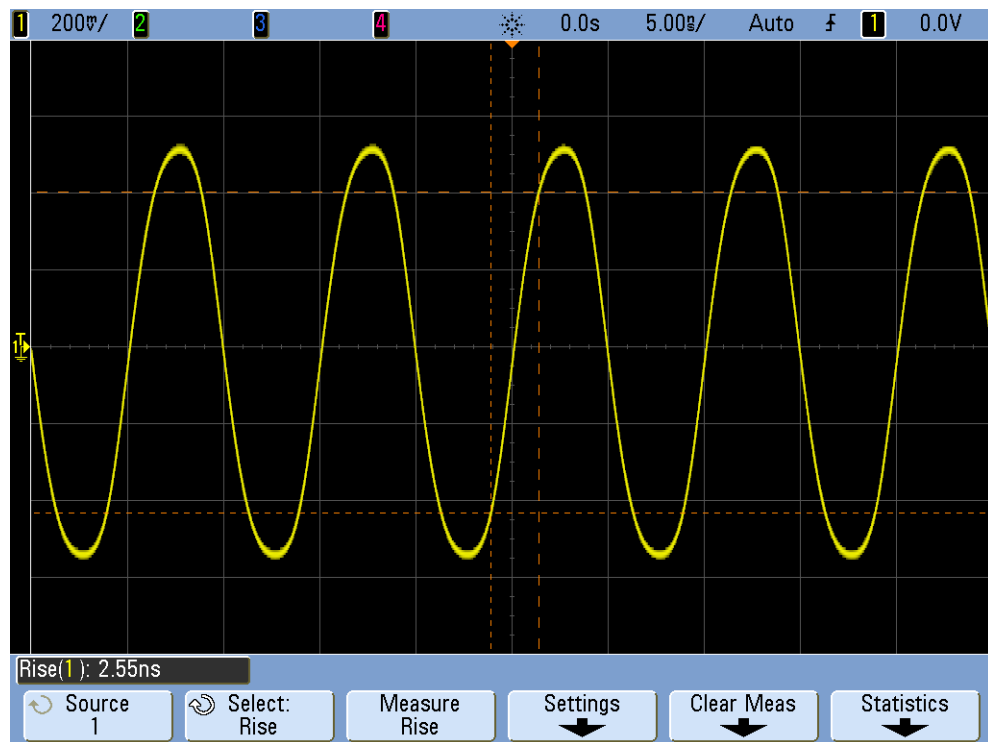 1 200mV/ 2 3 4 0.0s 5.00ns/ Auto 1 0.0V
1
Rise(1): 2.55ns
Source Select: Measure Settings Clear Meas Statistics
1 Rise Rise